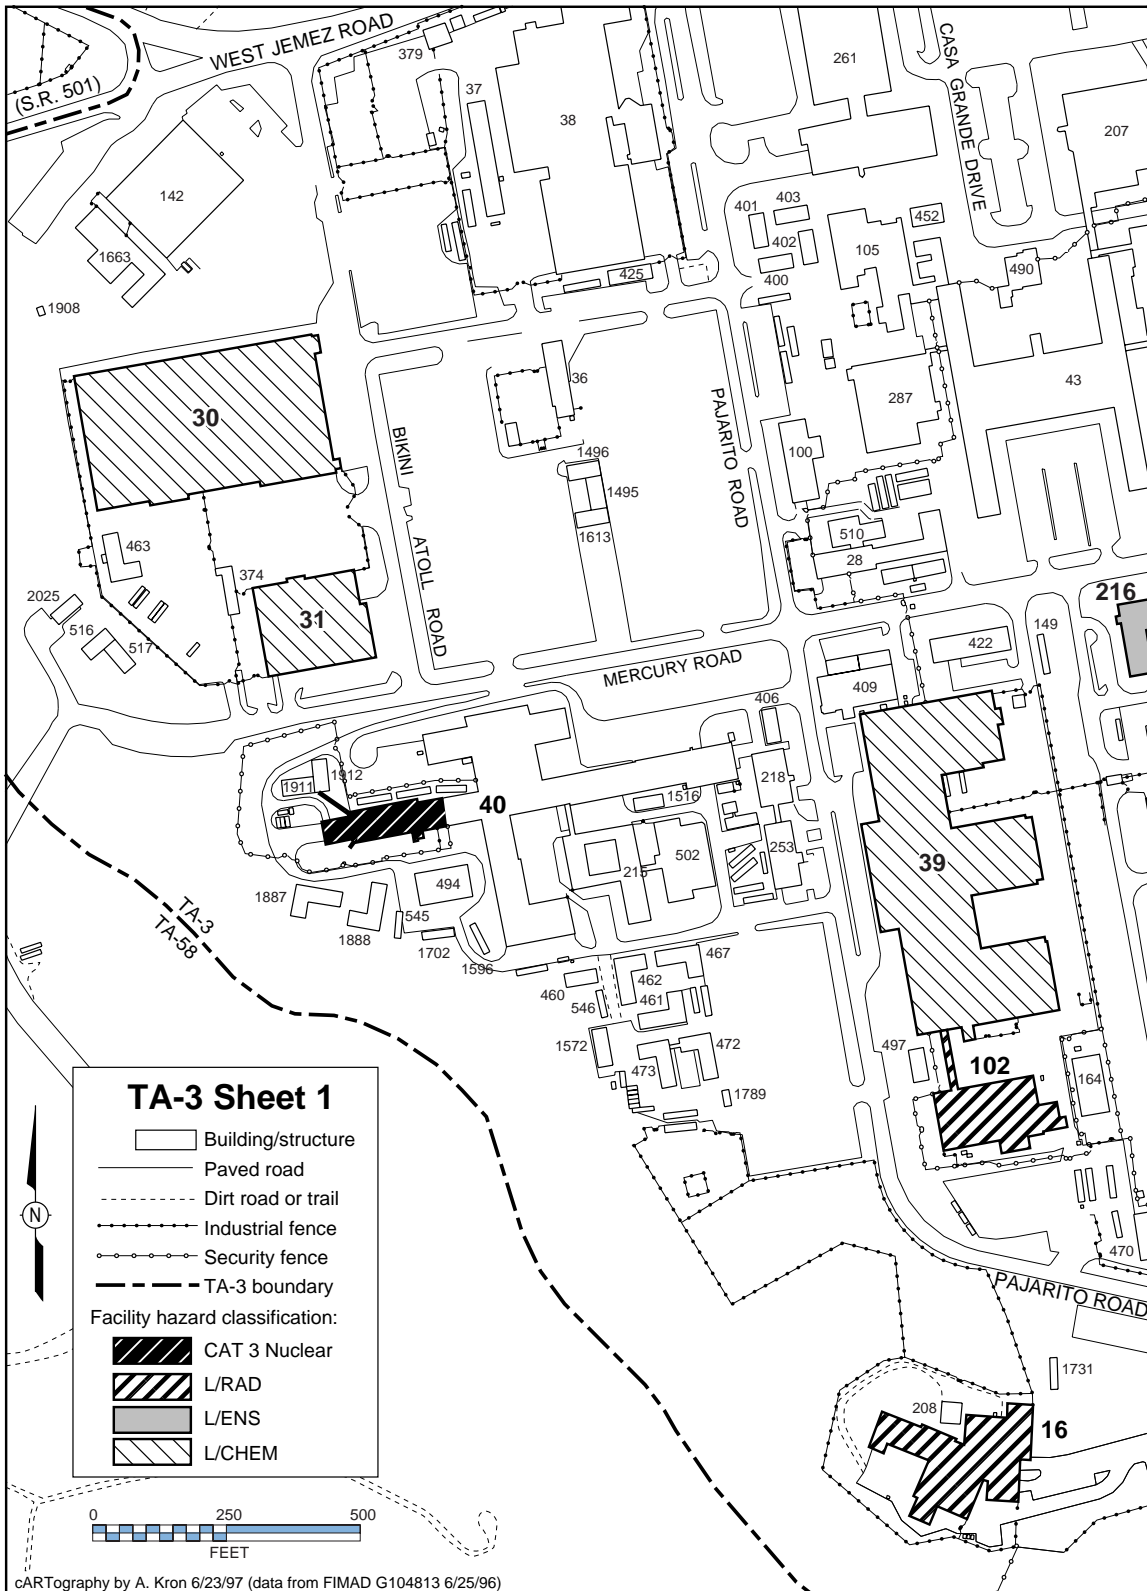 WEST JEMEZ ROAD
(S.R. 501)
379
37
38
261
CASA GRANDE DRIVE
207
142
1663
1908
401
403
402
400
105
452
490
425
30
36
BIKINI ATOLL ROAD
PAJARITO ROAD
287
43
100
1496
1495
1613
463
374
510
28
2025
516
517
31
216
149
422
409
MERCURY ROAD
406
1911
1912
40
1516
218
215
502
253
39
494
1887
1888
545
1702
1596
TA-3
TA-58
460
546
462
467
461
1572
473
472
1789
497
102
164
470
PAJARITO ROAD
1731
208
16
TA-3 Sheet 1
Building/structure
Paved road
Dirt road or trail
Industrial fence
Security fence
TA-3 boundary
Facility hazard classification:
CAT 3 Nuclear
L/RAD
L/ENS
L/CHEM
N
0 250 500
FEET
cARTography by A. Kron 6/23/97 (data from FIMAD G104813 6/25/96)